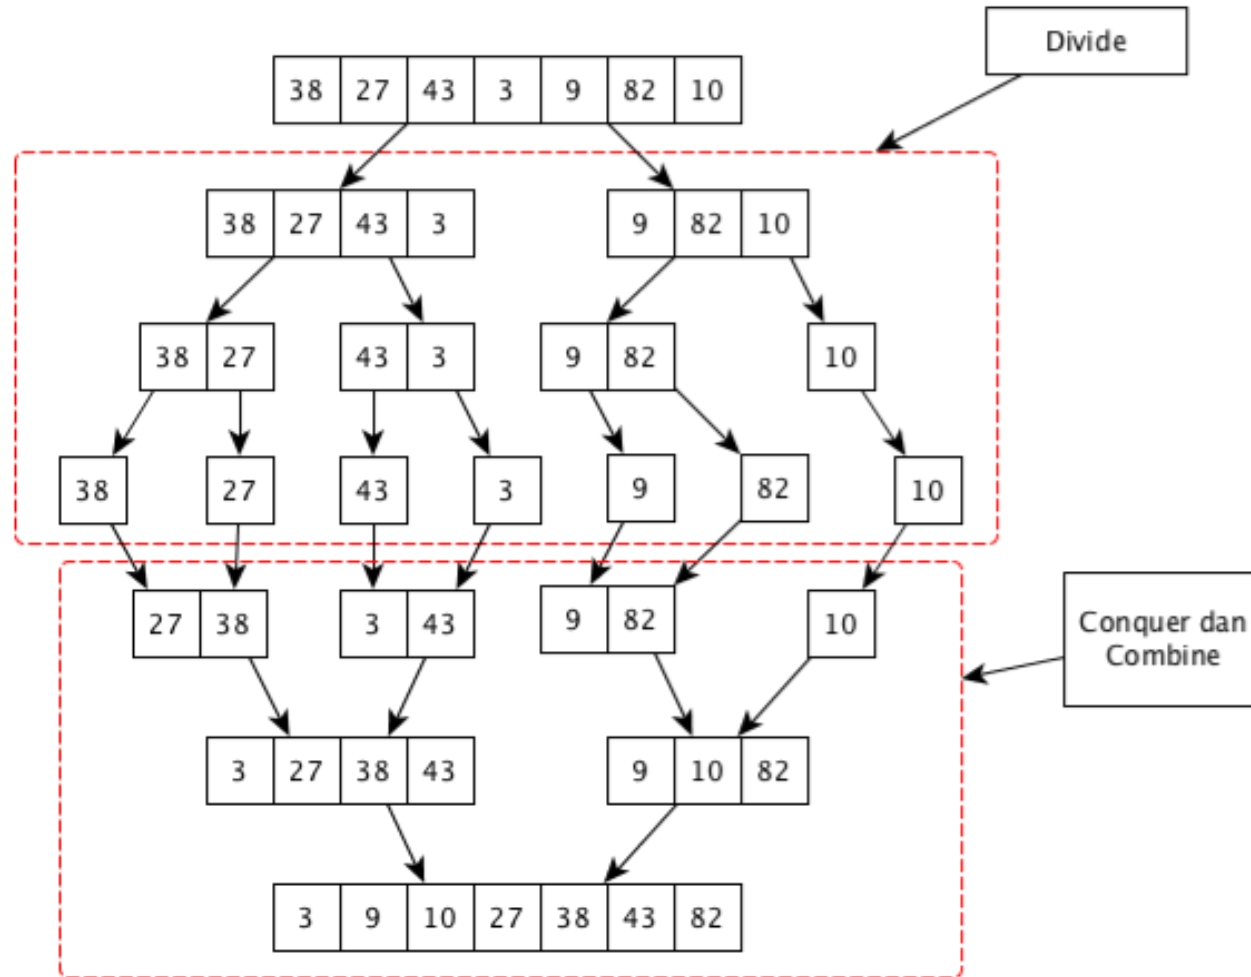 Divide
38 27 43 3 9 82 10
38 27 43 3 9 82 10
38 27 43 3 9 82 10
38 27 43 3 9 82 10
27 38 3 43 9 82 10
Conquer dan
Combine
3 27 38 43 9 10 82
3 9 10 27 38 43 82